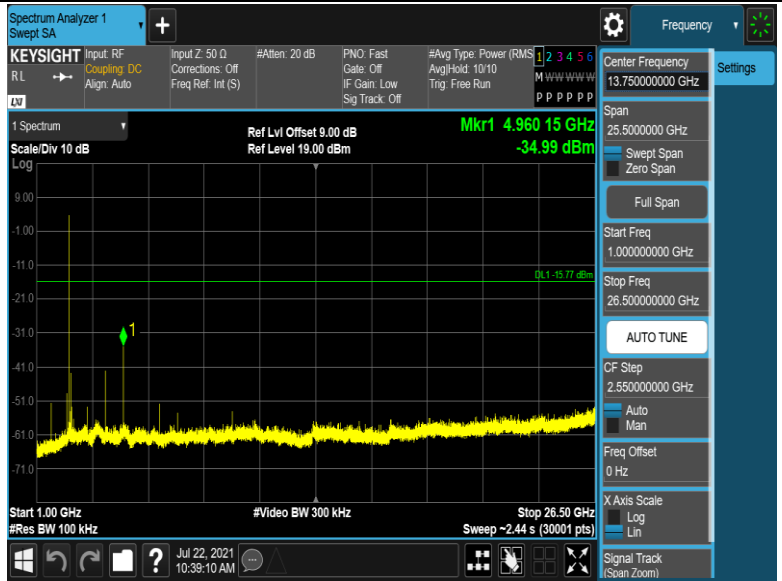 Spectrum Analyzer 1
Swept SA
+
Frequency
KEYSIGHT
RL
LXI
Input: RF
Coupling: DC
Align: Auto
Input Z: 50 Ω
Corrections: Off
Freq Ref: Int (S)
#Atten: 20 dB
PNO: Fast
Gate: Off
IF Gain: Low
Sig Track: Off
#Avg Type: Power (RMS
Avg|Hold: 10/10
Trig: Free Run
1 2 3 4 5 6
M W W W W W
P P P P P P
1 Spectrum
Scale/Div 10 dB
Log
Ref Lvl Offset 9.00 dB
Ref Level 19.00 dBm
Mkr1 4.960 15 GHz
-34.99 dBm
9.00
-1.00
-11.0
-21.0
-31.0
-41.0
-51.0
-61.0
-71.0
DL1 -15.77 dBm
1
Start 1.00 GHz
#Res BW 100 kHz
#Video BW 300 kHz
Stop 26.50 GHz
Sweep ~2.44 s (30001 pts)
Jul 22, 2021
10:39:10 AM
?
Center Frequency
13.750000000 GHz
Settings
Span
25.5000000 GHz
Swept Span
Zero Span
Full Span
Start Freq
1.000000000 GHz
Stop Freq
26.500000000 GHz
AUTO TUNE
CF Step
2.550000000 GHz
Auto
Man
Freq Offset
0 Hz
X Axis Scale
Log
Lin
Signal Track
(Span Zoom)